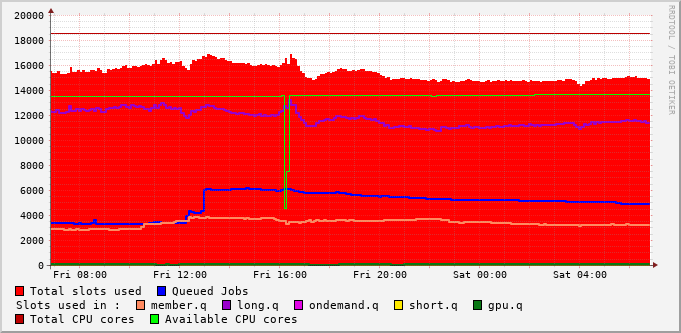 20000
18000
16000
14000
12000
10000
8000
6000
4000
2000
0
Fri 08:00 Fri 12:00 Fri 16:00 Fri 20:00 Sat 00:00 Sat 04:00
Total slots used Queued Jobs
Slots used in : member.q long.q ondemand.q short.q gpu.q
Total CPU cores Available CPU cores
RRDTOOL / TOBI OETIKER